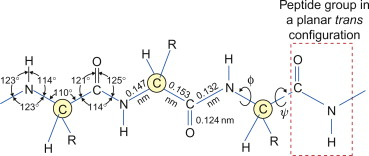 Peptide group in
a planar trans
configuration
H
O
H
R
H
O
123°
114°
121°
125°
0.147
nm
C
0.153
nm
0.132
nm
N
ϕ
C
N
110°
C
123°
114°
N
C
C
ψ
N
C
H
R
H
O
0.124 nm
H
R
H